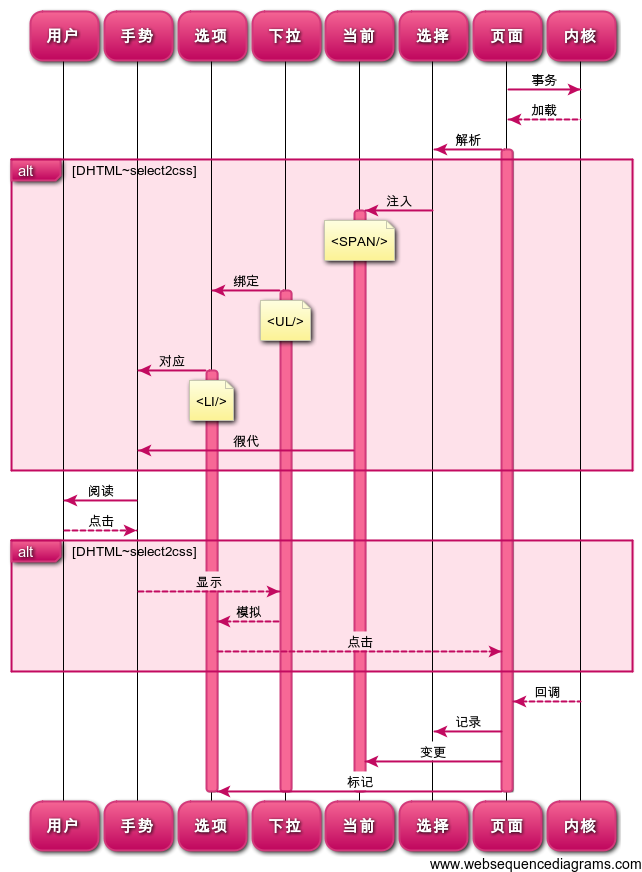 用户 手势 选项 下拉 当前 选择 页面 内核
事务
加载
解析
alt [DHTML~select2css]
注入
<SPAN/>
绑定
<UL/>
对应
<LI/>
徦代
阅读
点击
alt [DHTML~select2css]
显示
模拟
点击
回调
记录
变更
标记
用户 手势 选项 下拉 当前 选择 页面 内核
www.websequencediagrams.com